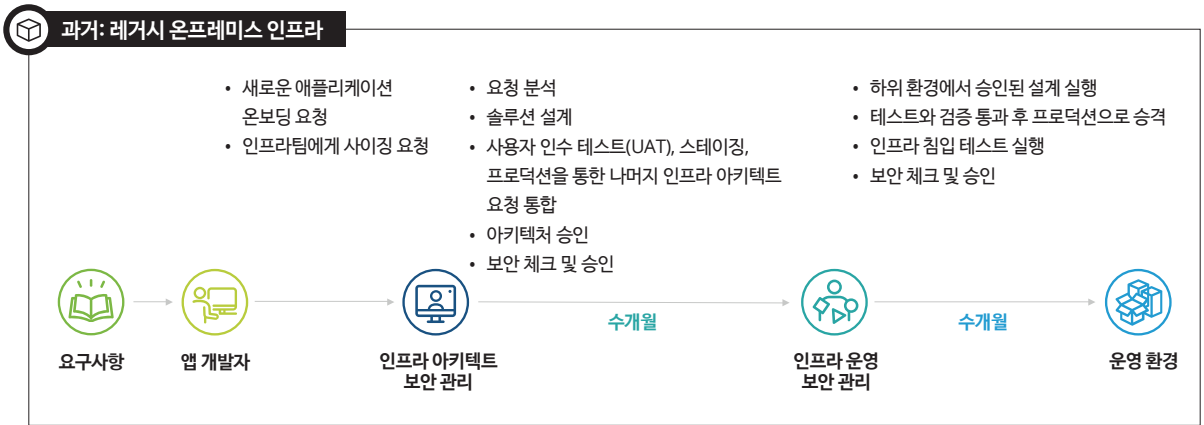 과거: 레거시 온프레미스 인프라
• 새로운 애플리케이션
온보딩 요청
• 인프라팀에게 사이징 요청
• 요청 분석
• 솔루션 설계
• 사용자 인수 테스트(UAT), 스테이징,
프로덕션을 통한 나머지 인프라 아키텍트
요청 통합
• 아키텍처 승인
• 보안 체크 및 승인
• 하위 환경에서 승인된 설계 실행
• 테스트와 검증 통과 후 프로덕션으로 승격
• 인프라 침입 테스트 실행
• 보안 체크 및 승인
수개월
수개월
요구사항
앱 개발자
인프라 아키텍트
보안 관리
인프라 운영
보안 관리
운영 환경